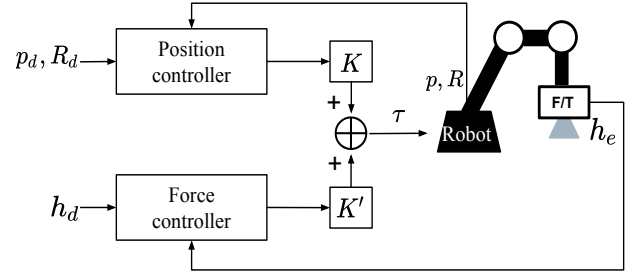 Position
controller
p_d, R_d
K
p, R
F/T
+
τ
Robot
h_e
+
Force
controller
h_d
K'